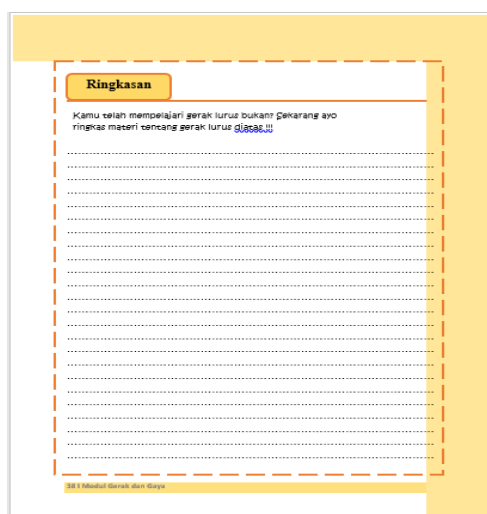 Ringkasan
Kamu telah mempelajari gerak lurus bukan? Sekarang ayo
ringkas materi tentang gerak lurus diatas !!!
38 I Modul Gerak dan Gaya